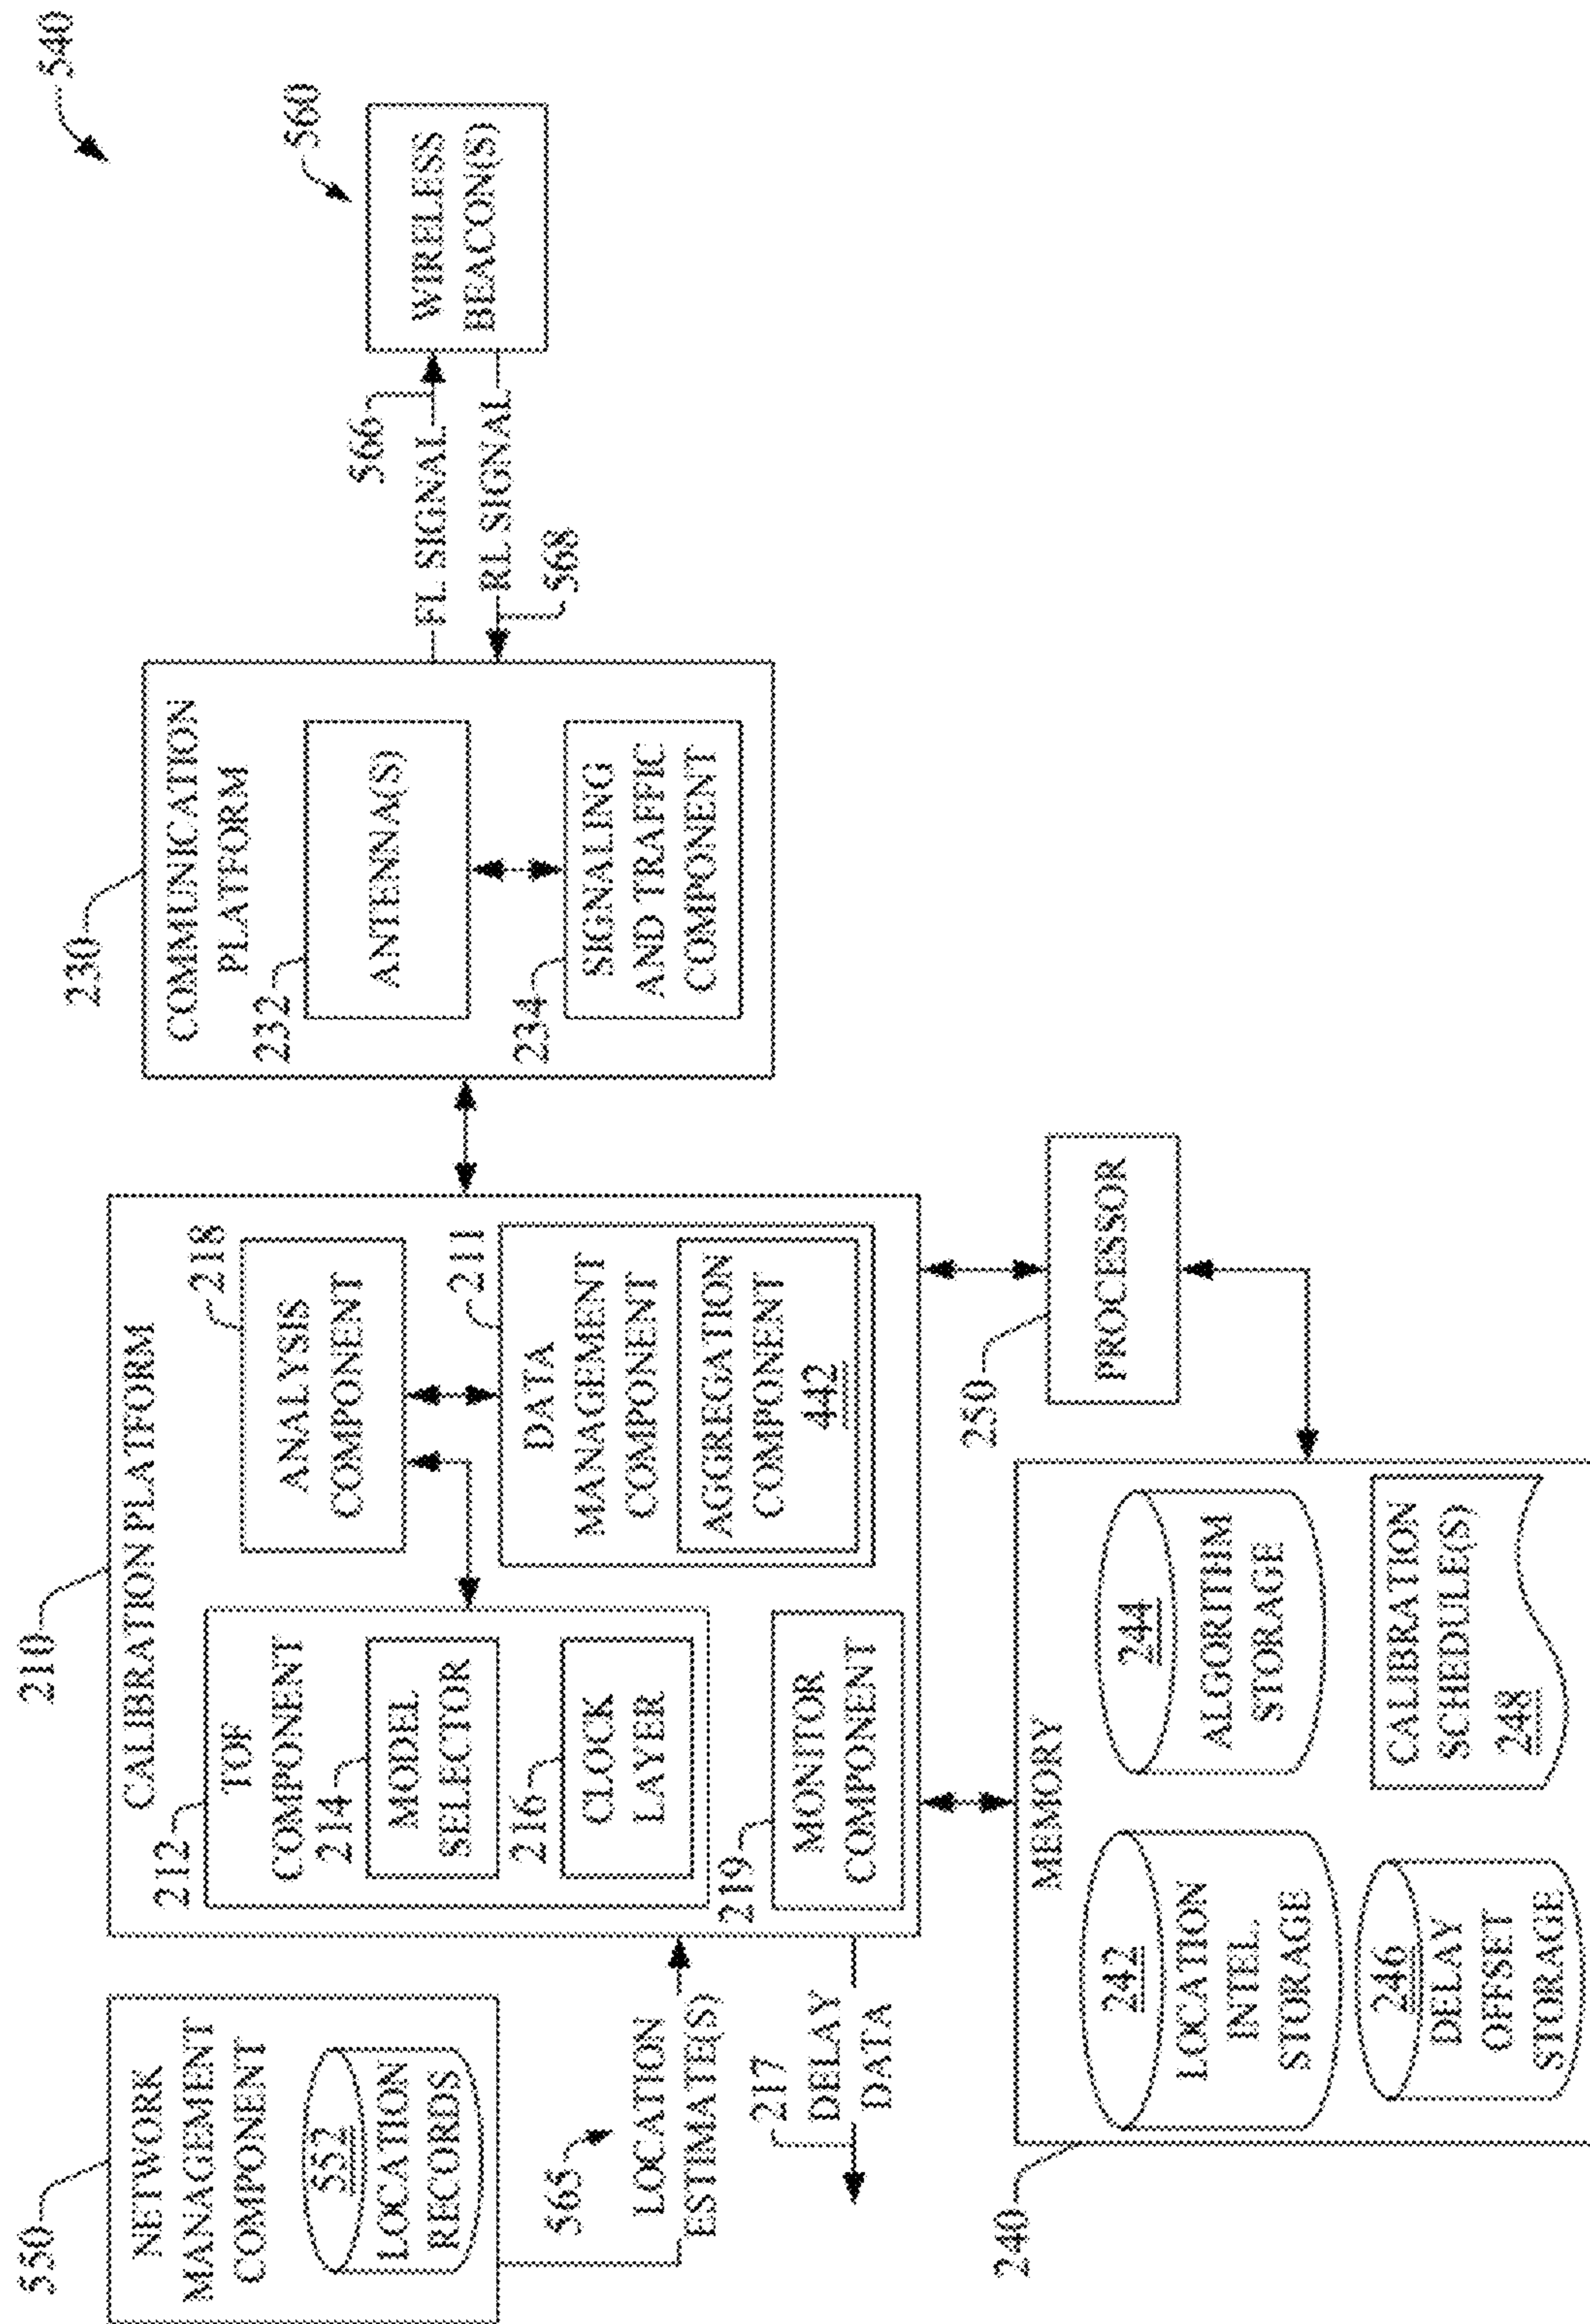 540
550
NETWORK
MANAGEMENT
COMPONENT
552
LOCATION
RECORDS
565
LOCATION
ESTIMATE(S)
217
DELAY
DATA
210
CALIBRATION PLATFORM
212
TOF
COMPONENT
214
MODEL
SELECTOR
216
CLOCK
LAYER
219
MONITOR
COMPONENT
218
ANALYSIS
COMPONENT
211
DATA
MANAGEMENT
COMPONENT
AGGREGATION
COMPONENT
442
230
COMMUNICATION
PLATFORM
232
ANTENNA(S)
234
SIGNALING
AND TRAFFIC
COMPONENT
566
FL SIGNAL
RL SIGNAL
568
560
WIRELESS
BEACON(S)
250
PROCESSOR
240
MEMORY
242
LOCATION
INTEL.
STORAGE
244
ALGORITHM
STORAGE
246
DELAY
OFFSET
STORAGE
CALIBRATION
SCHEDULE(S)
248